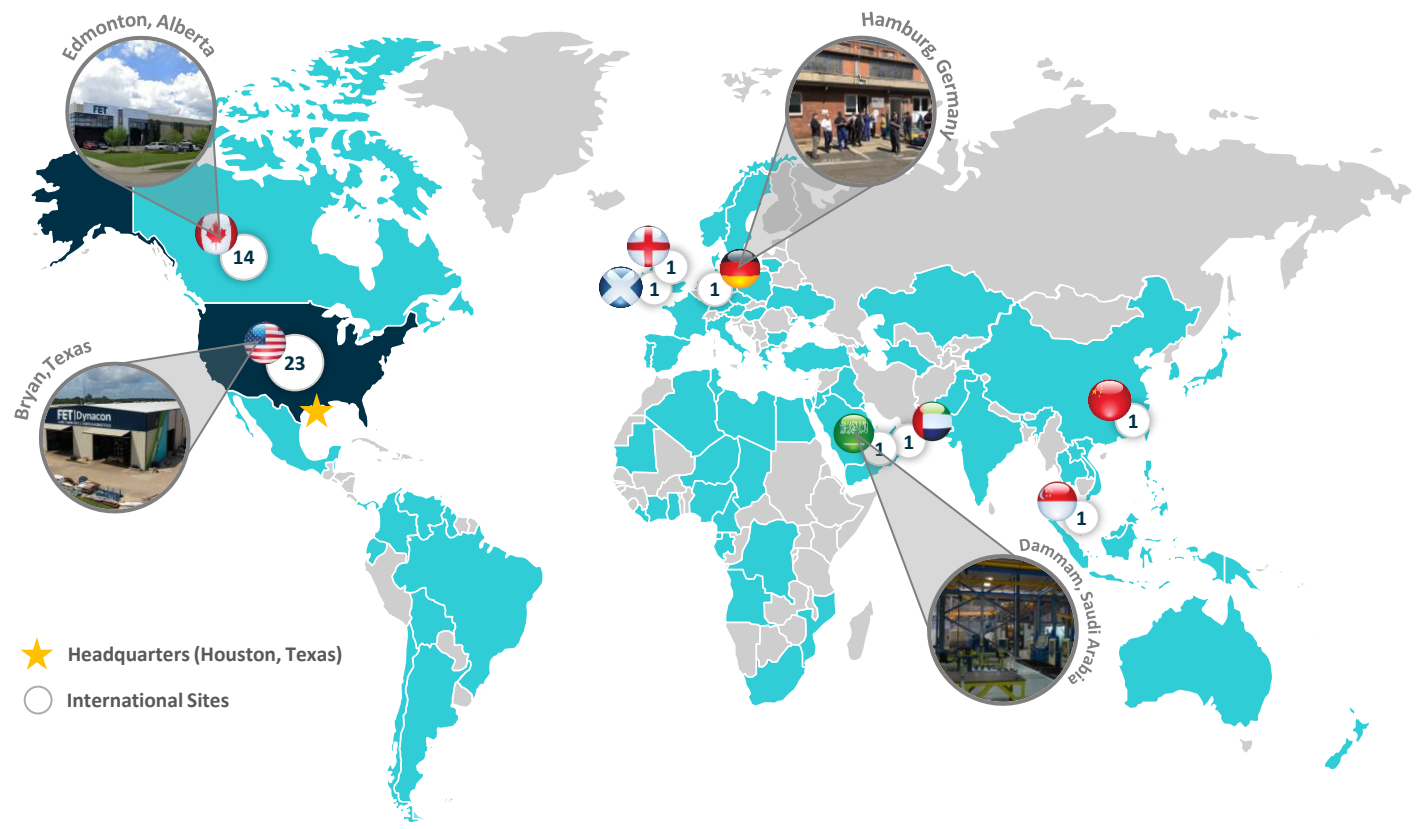 Edmonton, Alberta
FET
Hamburg, Germany
14
1
1
1
Bryan,Texas
23
FET|Dynacon
1
1
1
1
Dammam, Saudi Arabia
Headquarters (Houston, Texas)
International Sites